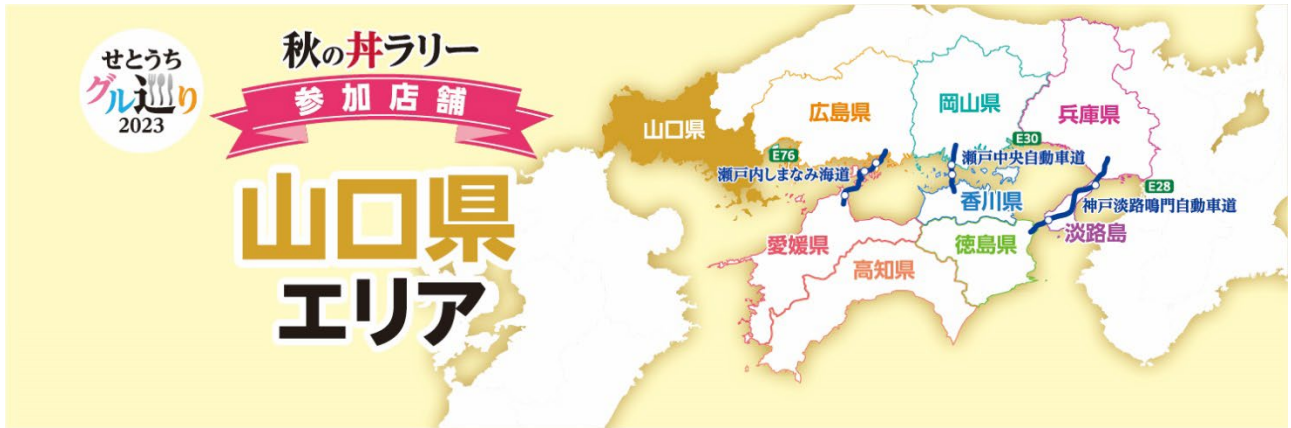 せとうち
グル巡り
2023
秋の丼ラリー
参加店舗
山口県
エリア
山口県
広島県
岡山県
兵庫県
E76
瀬戸内しまなみ海道
E30
瀬戸中央自動車道
E28
神戸淡路鳴門自動車道
香川県
淡路島
愛媛県
徳島県
高知県